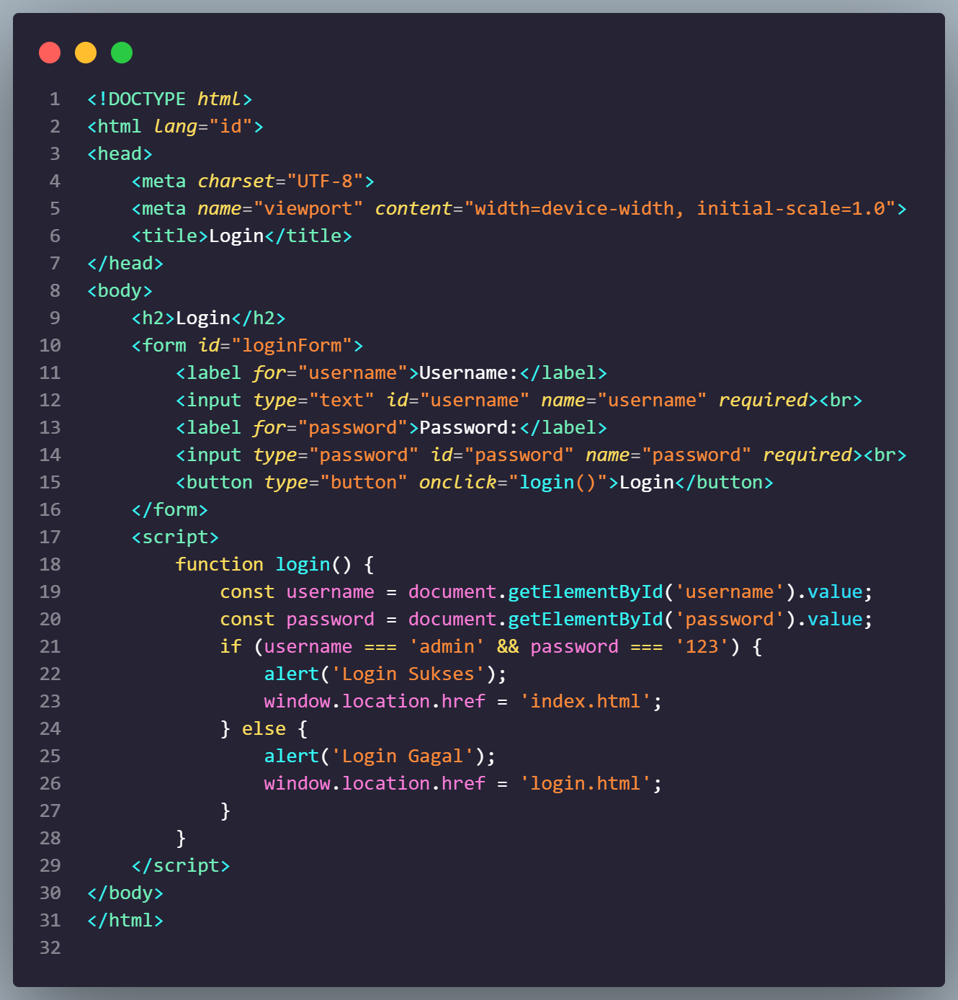 1 <!DOCTYPE html>
2 <html lang="id">
3 <head>
4     <meta charset="UTF-8">
5     <meta name="viewport" content="width=device-width, initial-scale=1.0">
6     <title>Login</title>
7 </head>
8 <body>
9     <h2>Login</h2>
10     <form id="loginForm">
11         <label for="username">Username:</label>
12         <input type="text" id="username" name="username" required><br>
13         <label for="password">Password:</label>
14         <input type="password" id="password" name="password" required><br>
15         <button type="button" onclick="login()">Login</button>
16     </form>
17     <script>
18         function login() {
19             const username = document.getElementById('username').value;
20             const password = document.getElementById('password').value;
21             if (username === 'admin' && password === '123') {
22                 alert('Login Sukses');
23                 window.location.href = 'index.html';
24             } else {
25                 alert('Login Gagal');
26                 window.location.href = 'login.html';
27             }
28         }
29     </script>
30 </body>
31 </html>
32